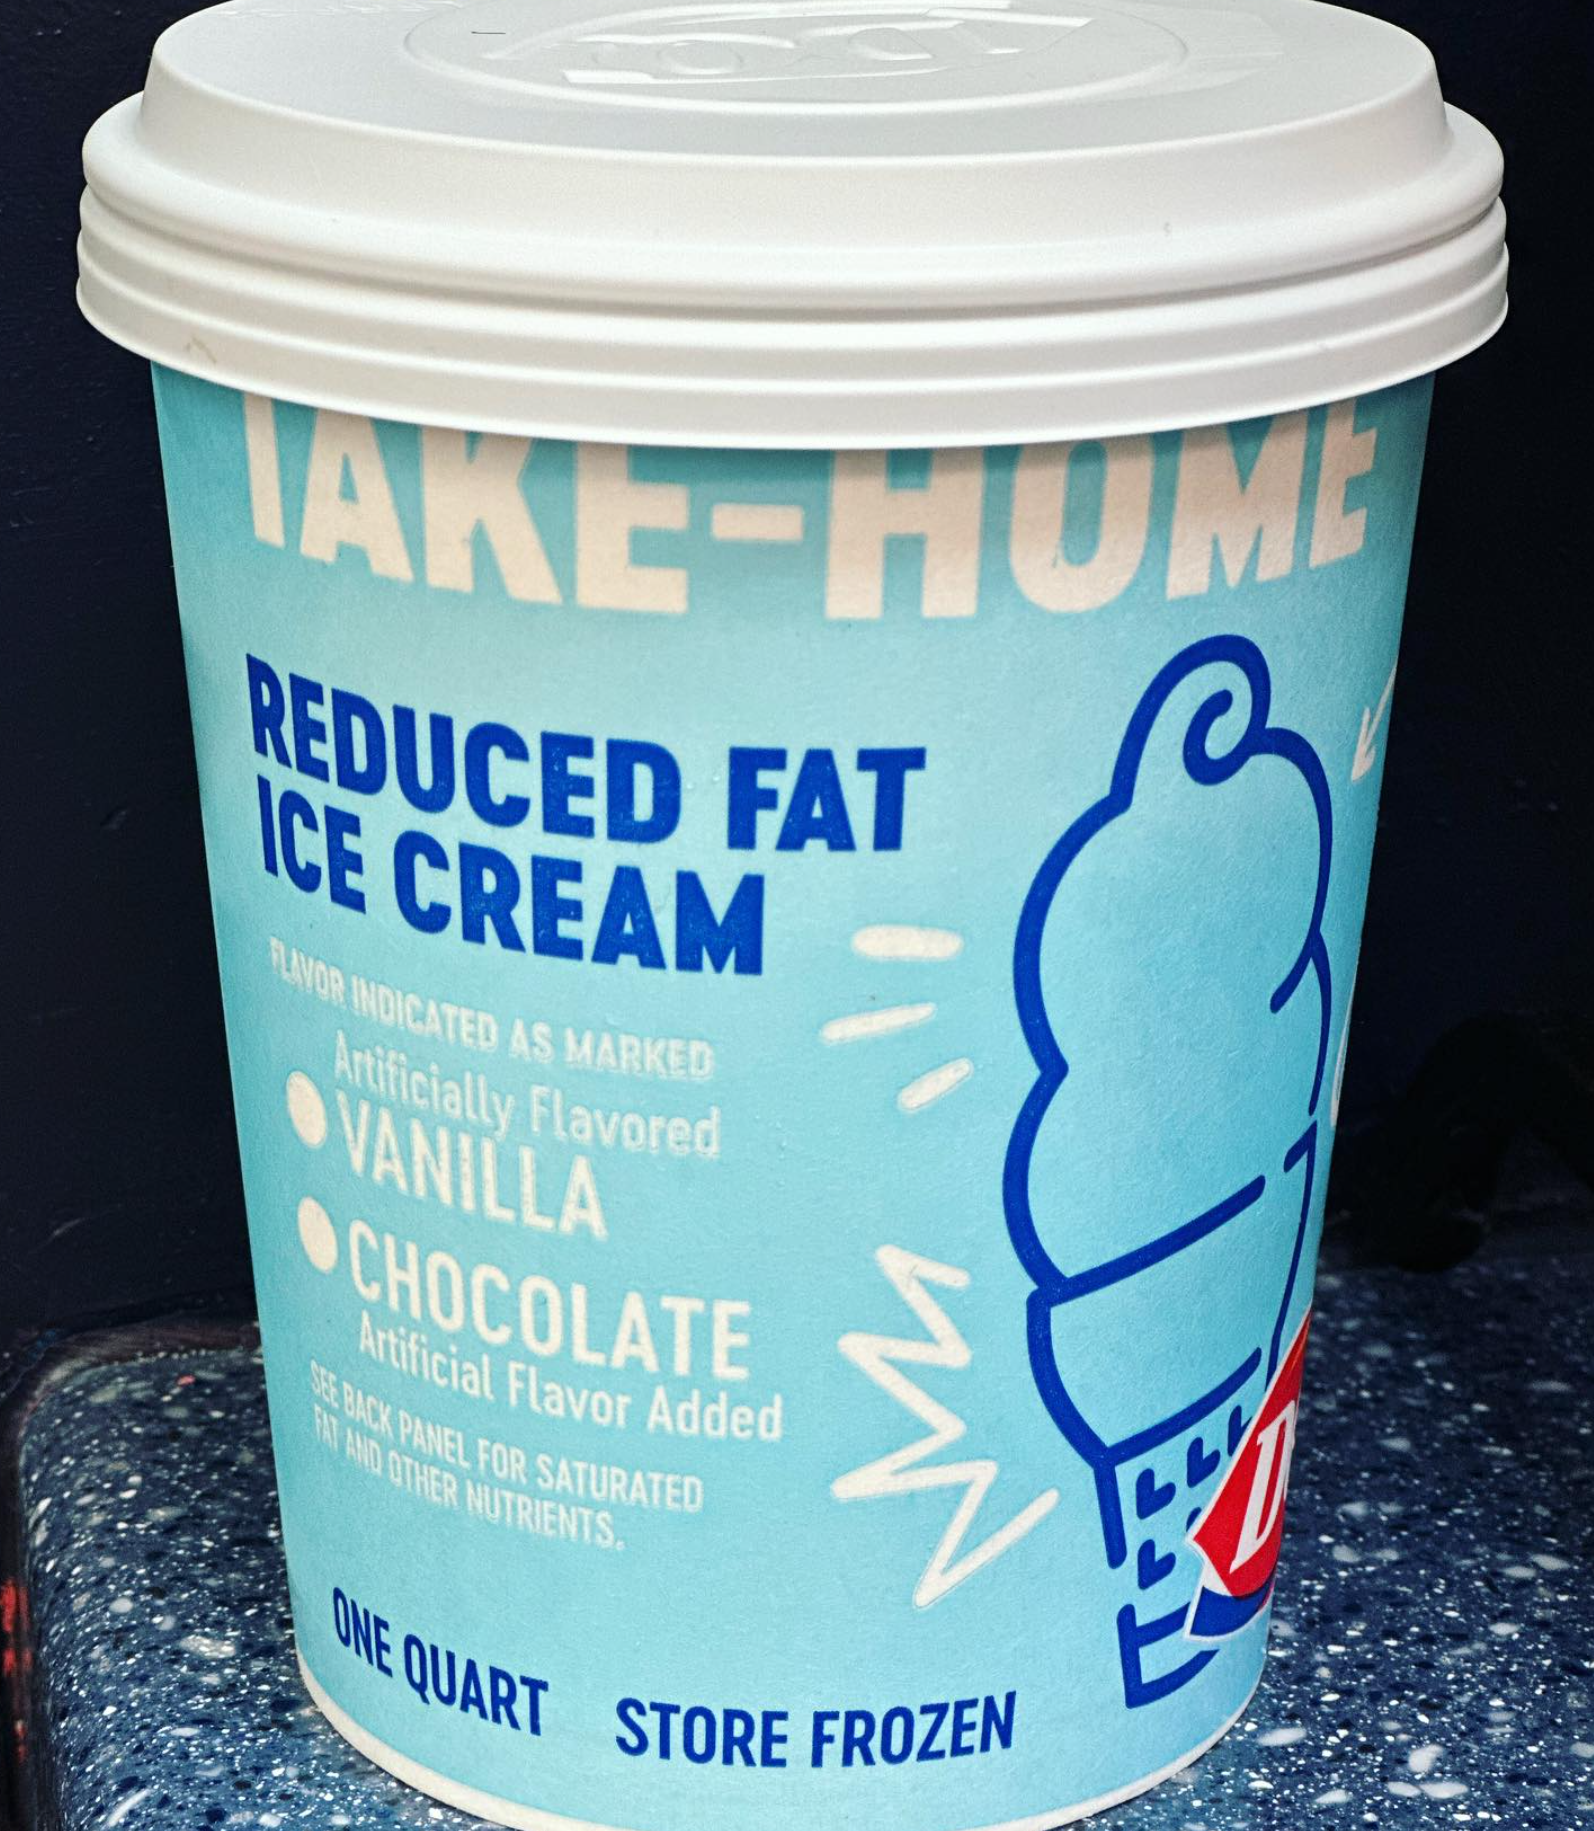 TAKE-HOME
REDUCED FAT
ICE CREAM
FLAVOR INDICATED AS MARKED
Artificially Flavored
VANILLA
CHOCOLATE
Artificial Flavor Added
SEE BACK PANEL FOR SATURATED
FAT AND OTHER NUTRIENTS.
ONE QUART STORE FROZEN